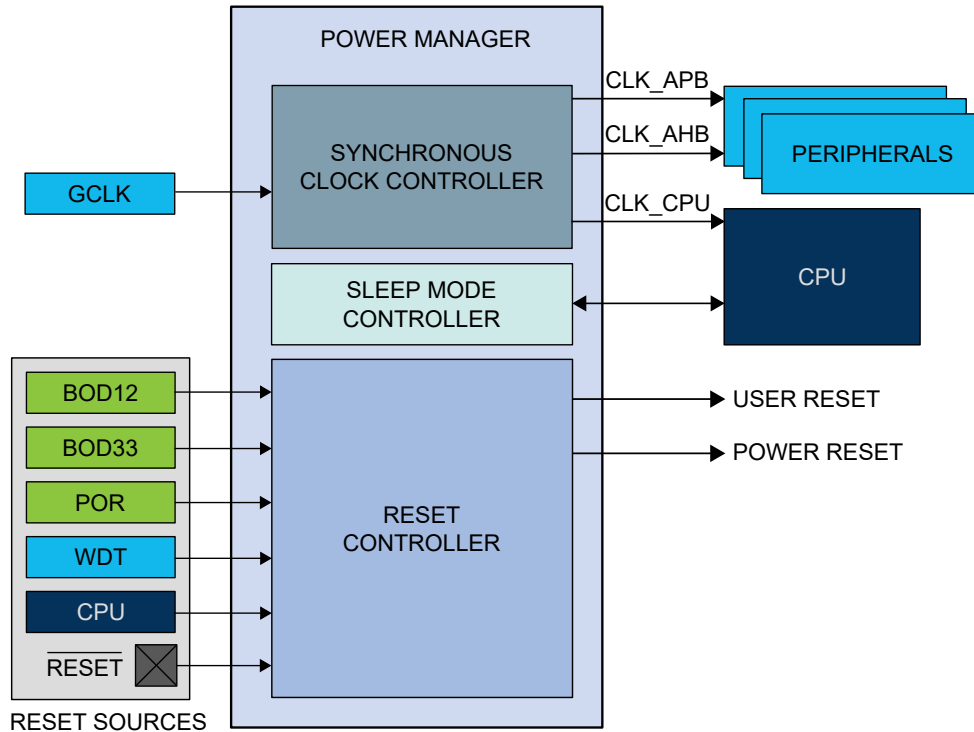 POWER MANAGER
CLK_APB
SYNCHRONOUS
CLOCK CONTROLLER
CLK_AHB
PERIPHERALS
GCLK
CLK_CPU
CPU
SLEEP MODE
CONTROLLER
BOD12
USER RESET
BOD33
POWER RESET
POR
RESET
CONTROLLER
WDT
CPU
RESET
RESET SOURCES